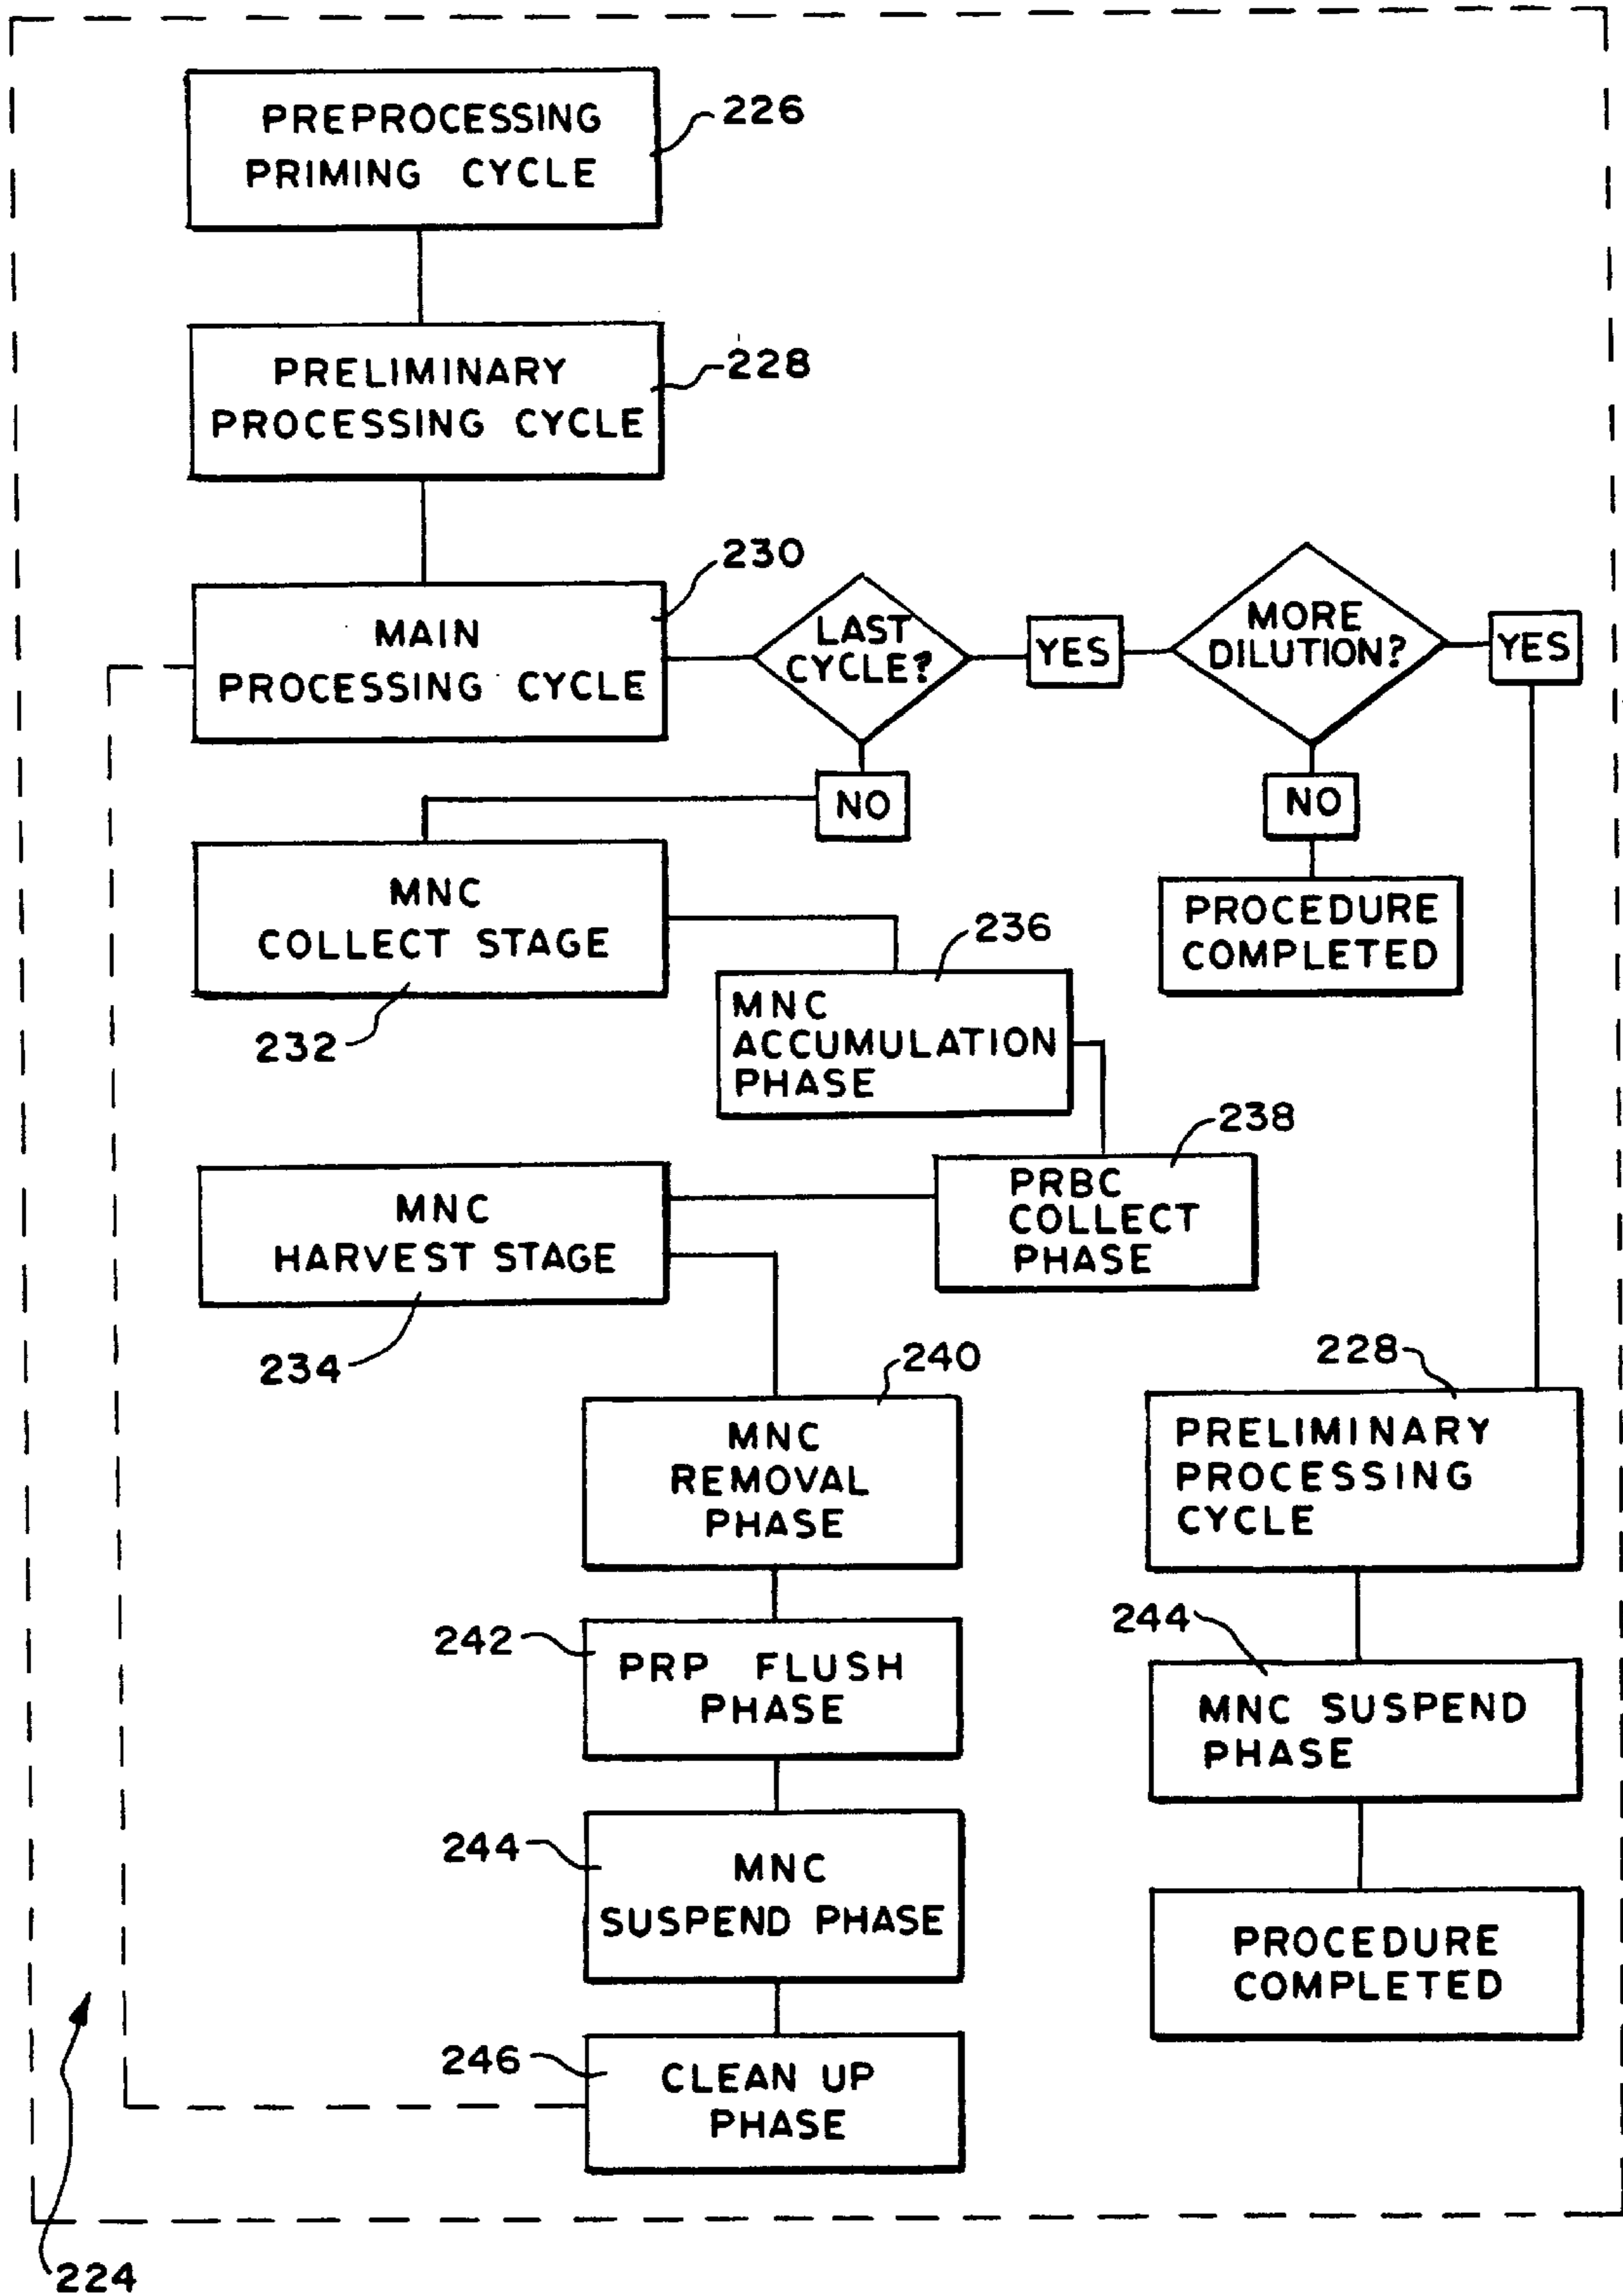 PREPROCESSING
PRIMING CYCLE
226
PRELIMINARY
PROCESSING CYCLE
228
230
MAIN
PROCESSING CYCLE
LAST
CYCLE?
YES
MORE
DILUTION?
YES
NO
NO
MNC
COLLECT STAGE
232
PROCEDURE
COMPLETED
236
MNC
ACCUMULATION
PHASE
238
PRBC
COLLECT
PHASE
MNC
HARVEST STAGE
234
240
MNC
REMOVAL
PHASE
228
PRELIMINARY
PROCESSING
CYCLE
242
PRP FLUSH
PHASE
244
MNC SUSPEND
PHASE
244
MNC
SUSPEND PHASE
PROCEDURE
COMPLETED
246
CLEAN UP
PHASE
224